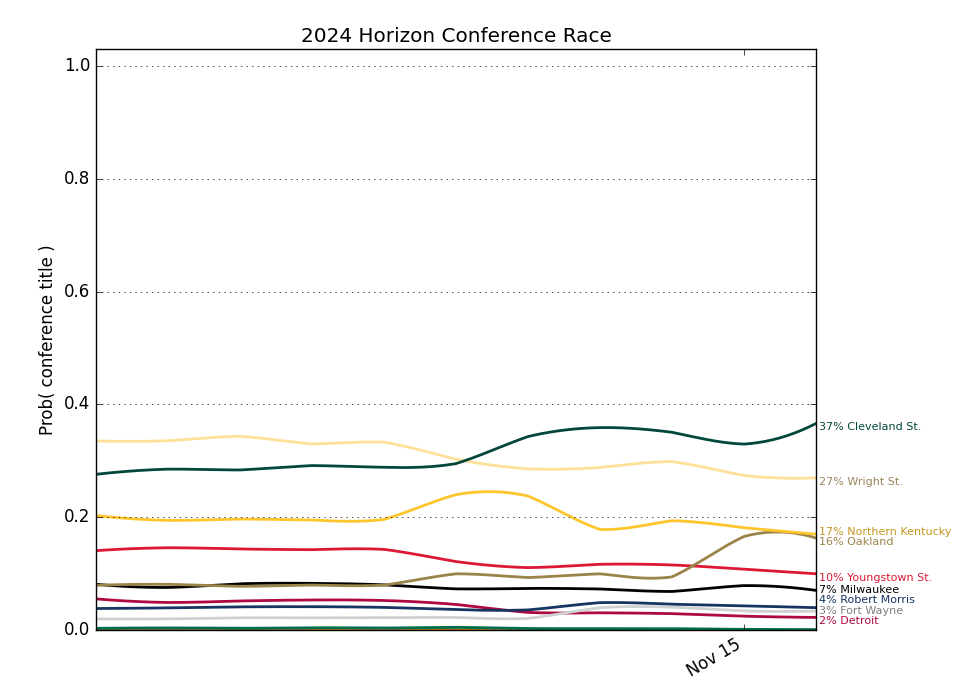 2024 Horizon Conference Race
Prob( conference title )
1.0
0.8
0.6
0.4
0.2
0.0
Nov 15
37% Cleveland St.
27% Wright St.
17% Northern Kentucky
16% Oakland
10% Youngstown St.
7% Milwaukee
4% Robert Morris
3% Fort Wayne
2% Detroit